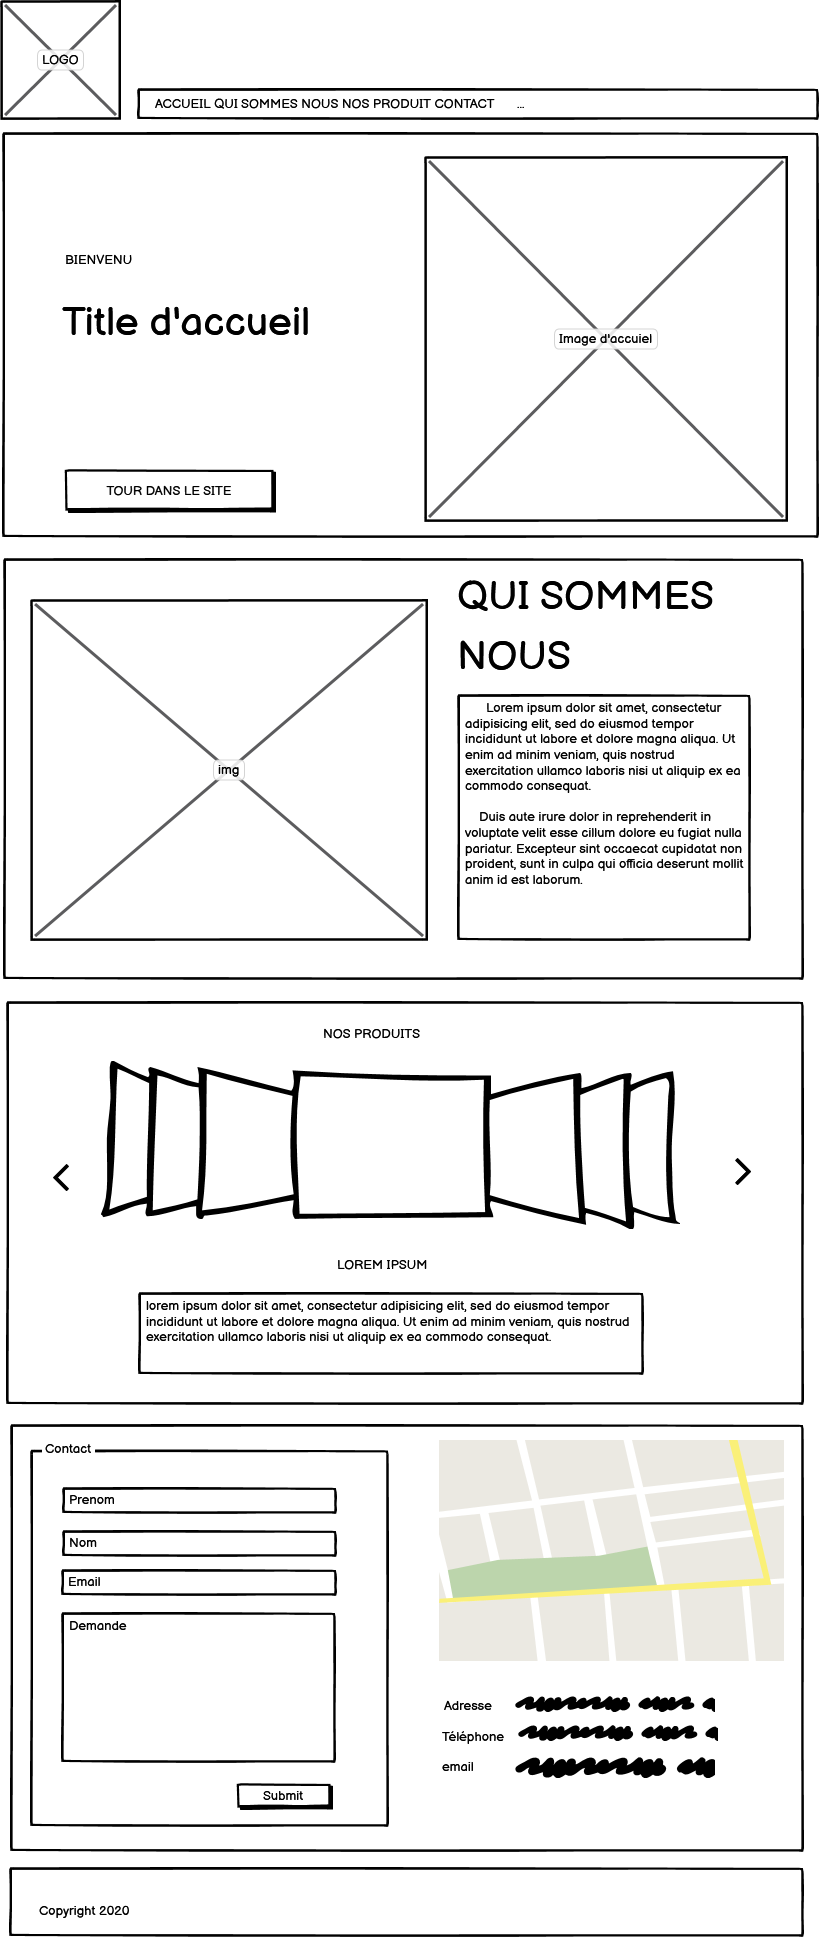 LOGO
ACCUEIL QUI SOMMES NOUS NOS PRODUIT CONTACT ...
BIENVENU
Title d'accueil
Image d'accuiel
TOUR DANS LE SITE
QUI SOMMES
NOUS
img
Lorem ipsum dolor sit amet, consectetur
adipisicing elit, sed do eiusmod tempor
incididunt ut labore et dolore magna aliqua. Ut
enim ad minim veniam, quis nostrud
exercitation ullamco laboris nisi ut aliquip ex ea
commodo consequat.
Duis aute irure dolor in reprehenderit in
voluptate velit esse cillum dolore eu fugiat nulla
pariatur. Excepteur sint occaecat cupidatat non
proident, sunt in culpa qui officia deserunt mollit
anim id est laborum.
NOS PRODUITS
LOREM IPSUM
lorem ipsum dolor sit amet, consectetur adipisicing elit, sed do eiusmod tempor
incididunt ut labore et dolore magna aliqua. Ut enim ad minim veniam, quis nostrud
exercitation ullamco laboris nisi ut aliquip ex ea commodo consequat.
Contact
Prenom
Nom
Email
Demande
Submit
Adresse
Téléphone
email
Copyright 2020